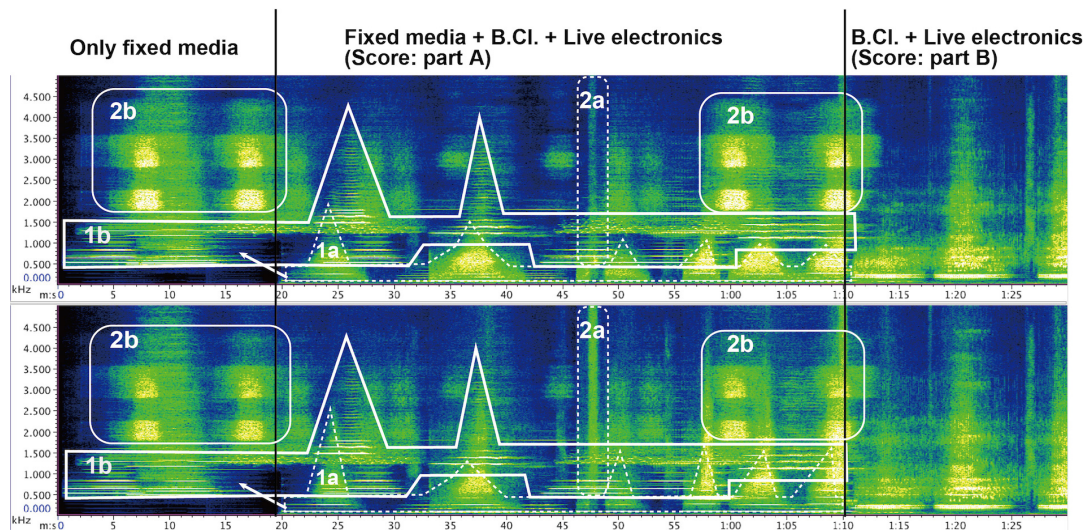 Only fixed media
Fixed media + B.Cl. + Live electronics
(Score: part A)
B.Cl. + Live electronics
(Score: part B)
4.500
4.000
3.500
3.000
2.500
2.000
1.500
1.000
0.500
0.000
kHz
2b
1b
1a
2a
2b
kHz m:s 0 5 10 15 20 25 30 35 40 45 50 55 1:00 1:05 1:10 1:15 1:20 1:25
4.500
4.000
3.500
3.000
2.500
2.000
1.500
1.000
0.500
0.000
2b
1b
1a
2a
2b
kHz m:s 0 5 10 15 20 25 30 35 40 45 50 55 1:00 1:05 1:10 1:15 1:20 1:25